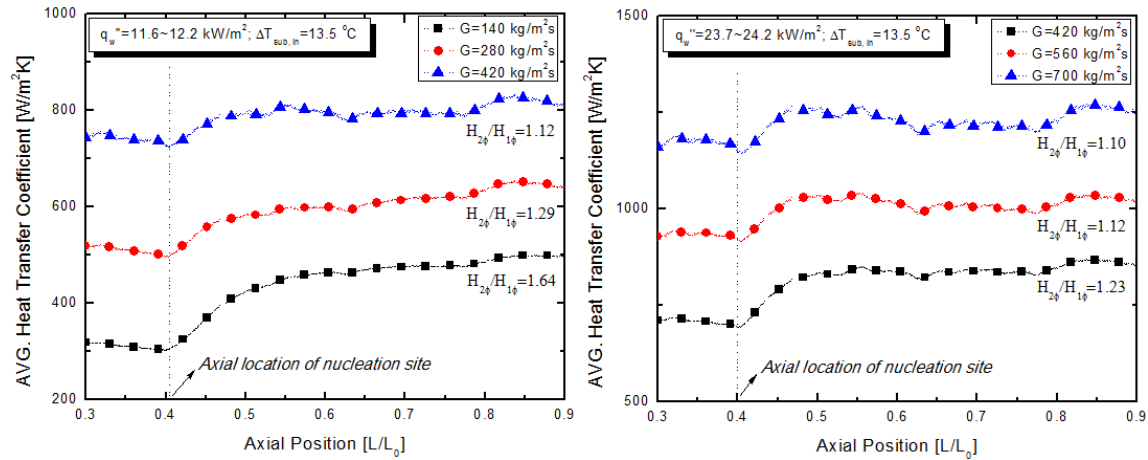 1000
800
600
400
200
AVG. Heat Transfer Coefficient [W/m²K]
q_w"=11.6~12.2 kW/m²; ΔT_sub, in=13.5 °C
G=140 kg/m²s
G=280 kg/m²s
G=420 kg/m²s
H_2ϕ/H_1ϕ=1.12
H_2ϕ/H_1ϕ=1.29
H_2ϕ/H_1ϕ=1.64
Axial location of nucleation site
0.3 0.4 0.5 0.6 0.7 0.8 0.9
Axial Position [L/L_0]
1500
1000
500
AVG. Heat Transfer Coefficient [W/m²K]
q_w"=23.7~24.2 kW/m²; ΔT_sub, in=13.5°C
G=420 kg/m²s
G=560 kg/m²s
G=700 kg/m²s
H_2ϕ/H_1ϕ=1.10
H_2ϕ/H_1ϕ=1.12
H_2ϕ/H_1ϕ=1.23
Axial location of nucleation site
0.3 0.4 0.5 0.6 0.7 0.8 0.9
Axial Position [L/L_0]